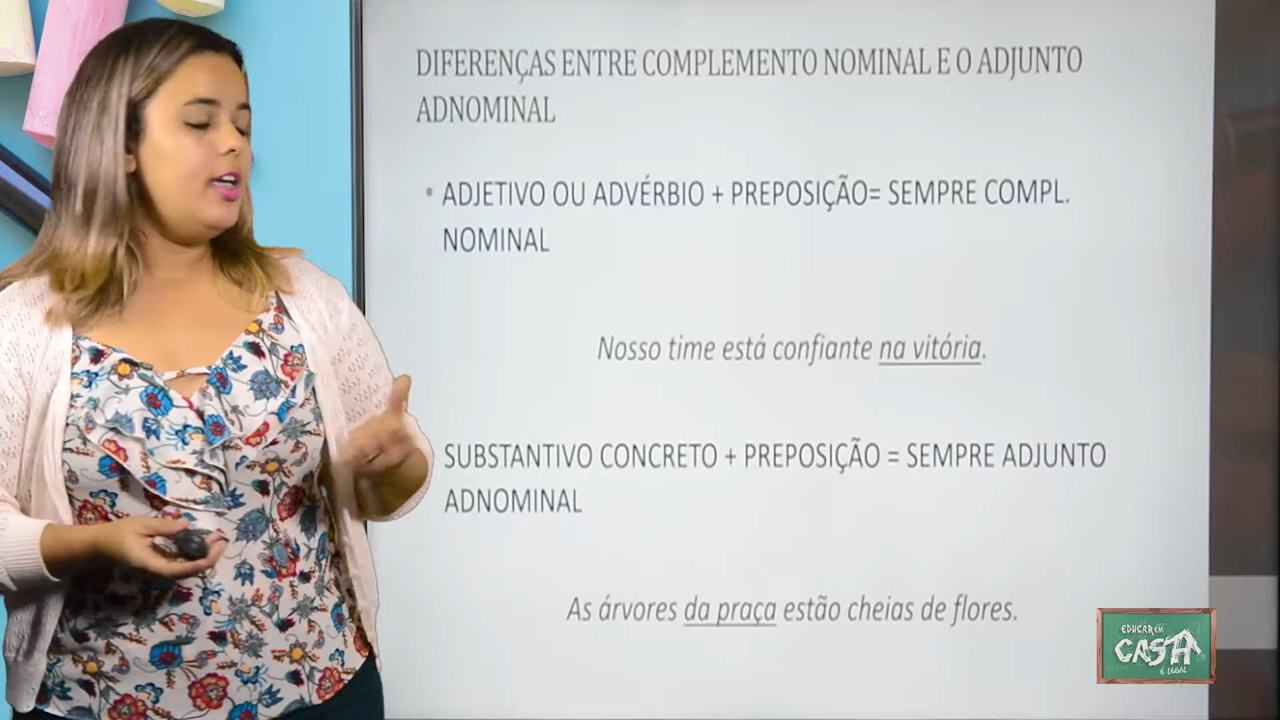 DIFERENÇAS ENTRE COMPLEMENTO NOMINAL E O ADJUNTO
ADNOMINAL
• ADJETIVO OU ADVÉRBIO + PREPOSIÇÃO= SEMPRE COMPL.
NOMINAL
Nosso time está confiante na vitória.
SUBSTANTIVO CONCRETO + PREPOSIÇÃO = SEMPRE ADJUNTO
ADNOMINAL
As árvores da praça estão cheias de flores.
EDUCAR EM
CASA
É LEGAL